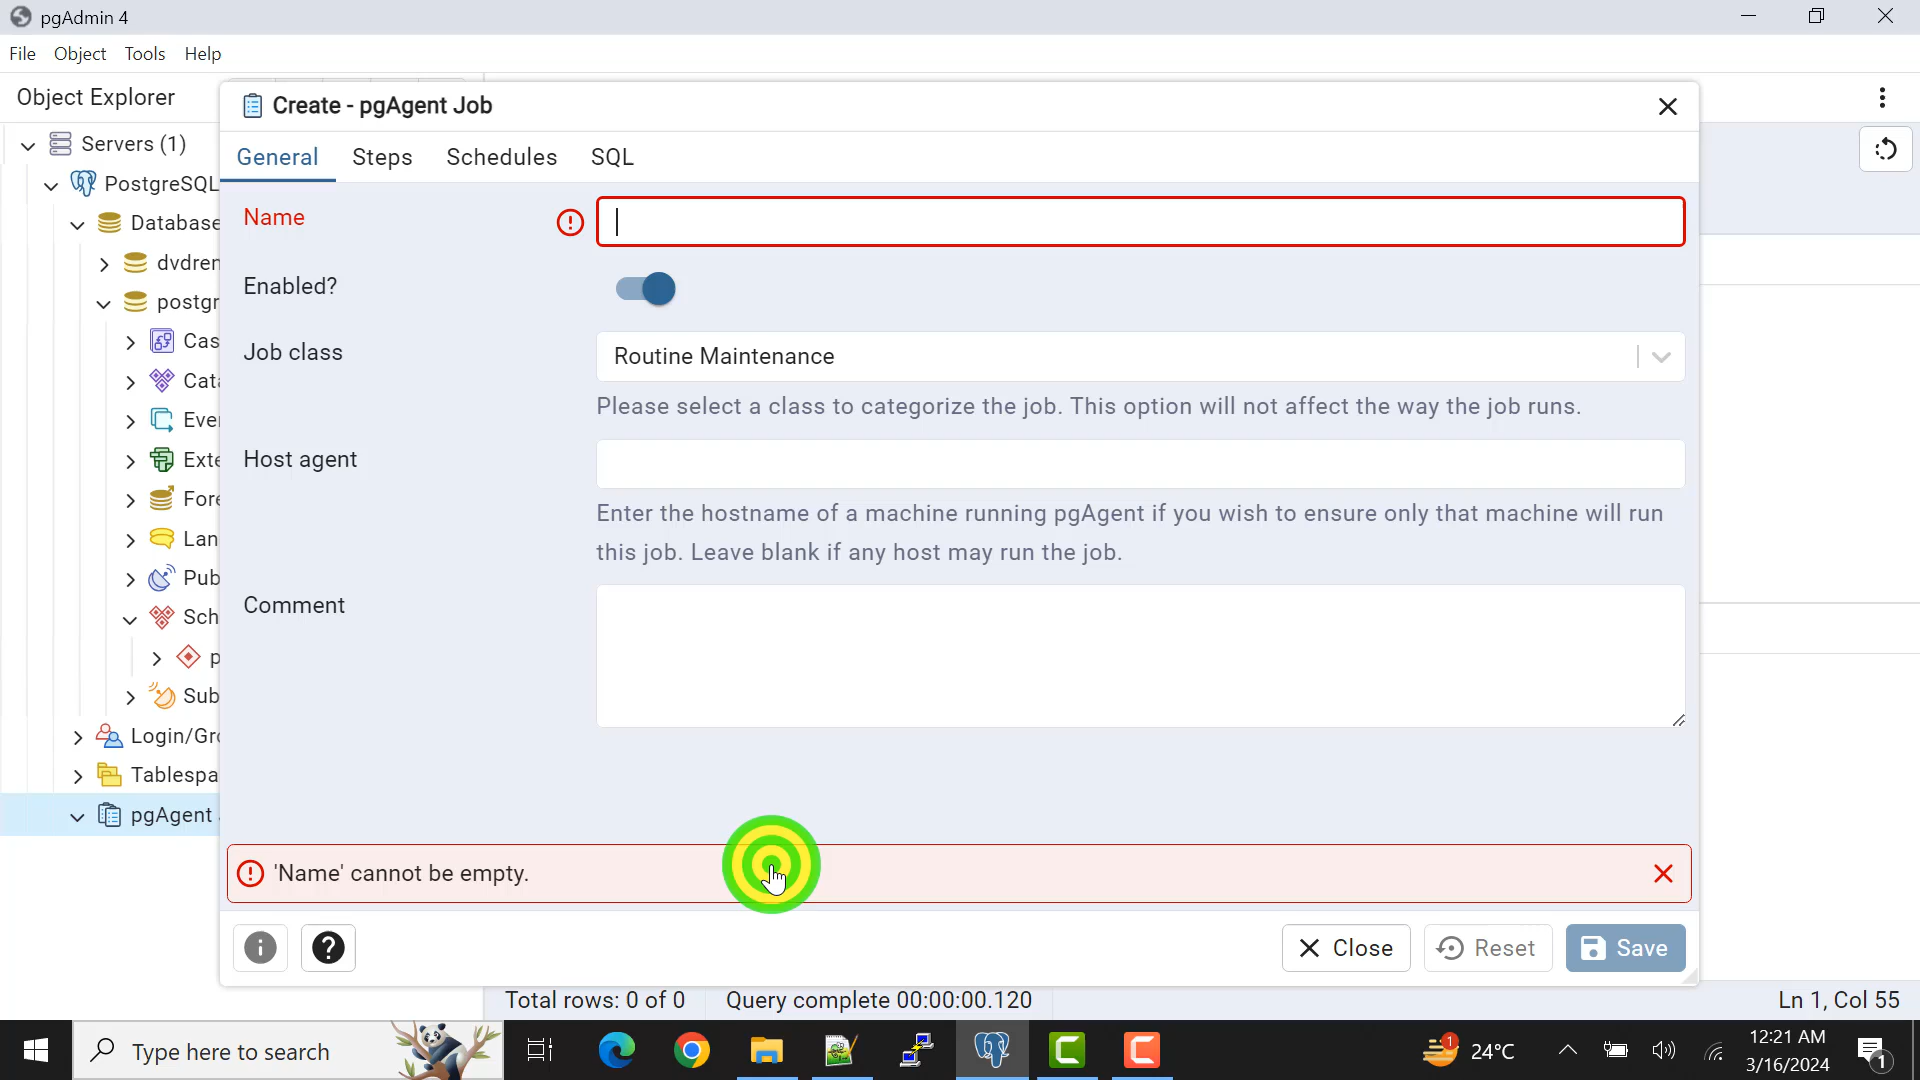 pgAdmin 4
File Object Tools Help
Object Explorer
Servers (1)
PostgreSQL
Database
dvdren
postgr
Cas
Cata
Ever
Exte
Fore
Lan
Pub
Sch
p
Sub
Login/Gro
Tablespa
pgAgent
Create - pgAgent Job
General Steps Schedules SQL
Name
Enabled?
Job class
Routine Maintenance
Please select a class to categorize the job. This option will not affect the way the job runs.
Host agent
Enter the hostname of a machine running pgAgent if you wish to ensure only that machine will run
this job. Leave blank if any host may run the job.
Comment
'Name' cannot be empty.
Close Reset Save
Total rows: 0 of 0 Query complete 00:00:00.120 Ln 1, Col 55
Type here to search
1
24°C
12:21 AM
3/16/2024
1